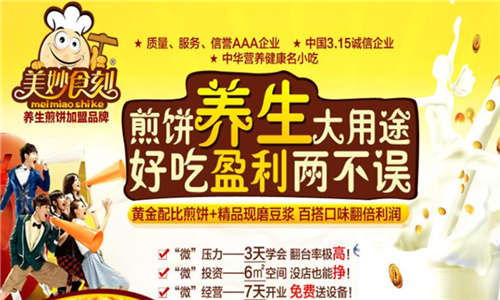 ★ 质量、服务、信誉AAA企业 ★ 中国3.15诚信企业
★ 中华营养健康名小吃
美妙食刻
meimiaoshike
养生煎饼加盟品牌
煎饼养生大用途
好吃盈利两不误
黄金配比煎饼+精品现磨豆浆 百搭口味翻倍利润
“微”压力——3天学会 翻台率极高!
“微”投资——6㎡空间 没店也能挣!
“微”经营——7天开业 免费送设备!